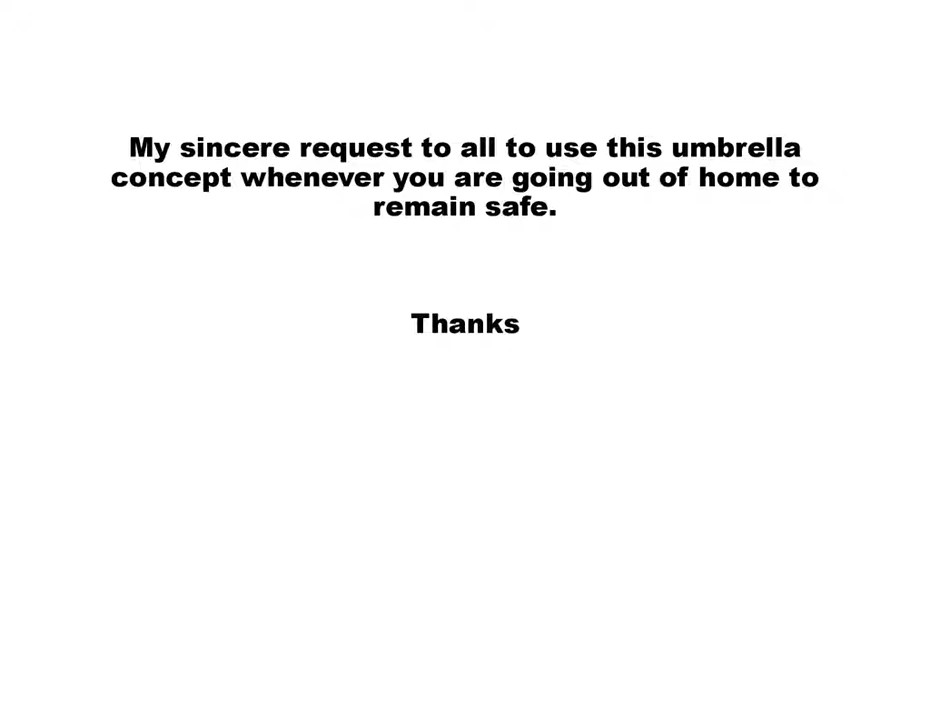 My sincere request to all to use this umbrella
concept whenever you are going out of home to
remain safe.
Thanks